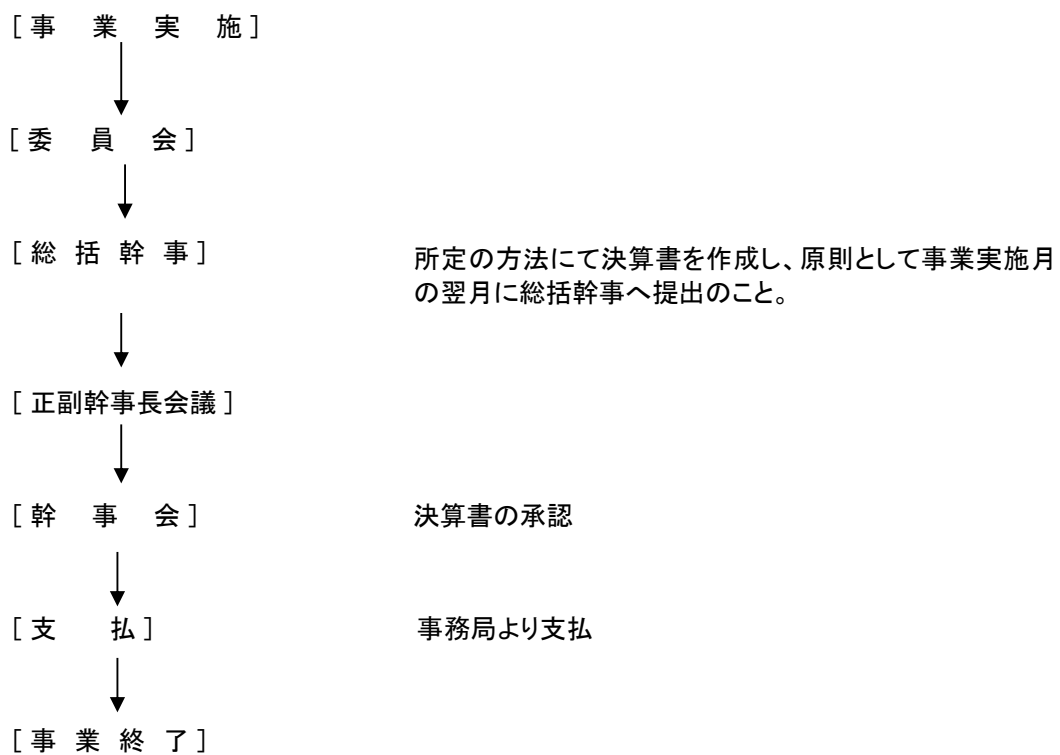 [事 業 実 施]
[委 員 会]
[総 括 幹 事]
所定の方法にて決算書を作成し、原則として事業実施月
の翌月に総括幹事へ提出のこと。
[正副幹事長会議]
[幹 事 会] 決算書の承認
[支 払] 事務局より支払
[事 業 終 了]